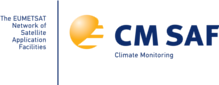 The EUMETSAT
Network of
Satellite
Application
Facilities
CM SAF
Climate Monitoring